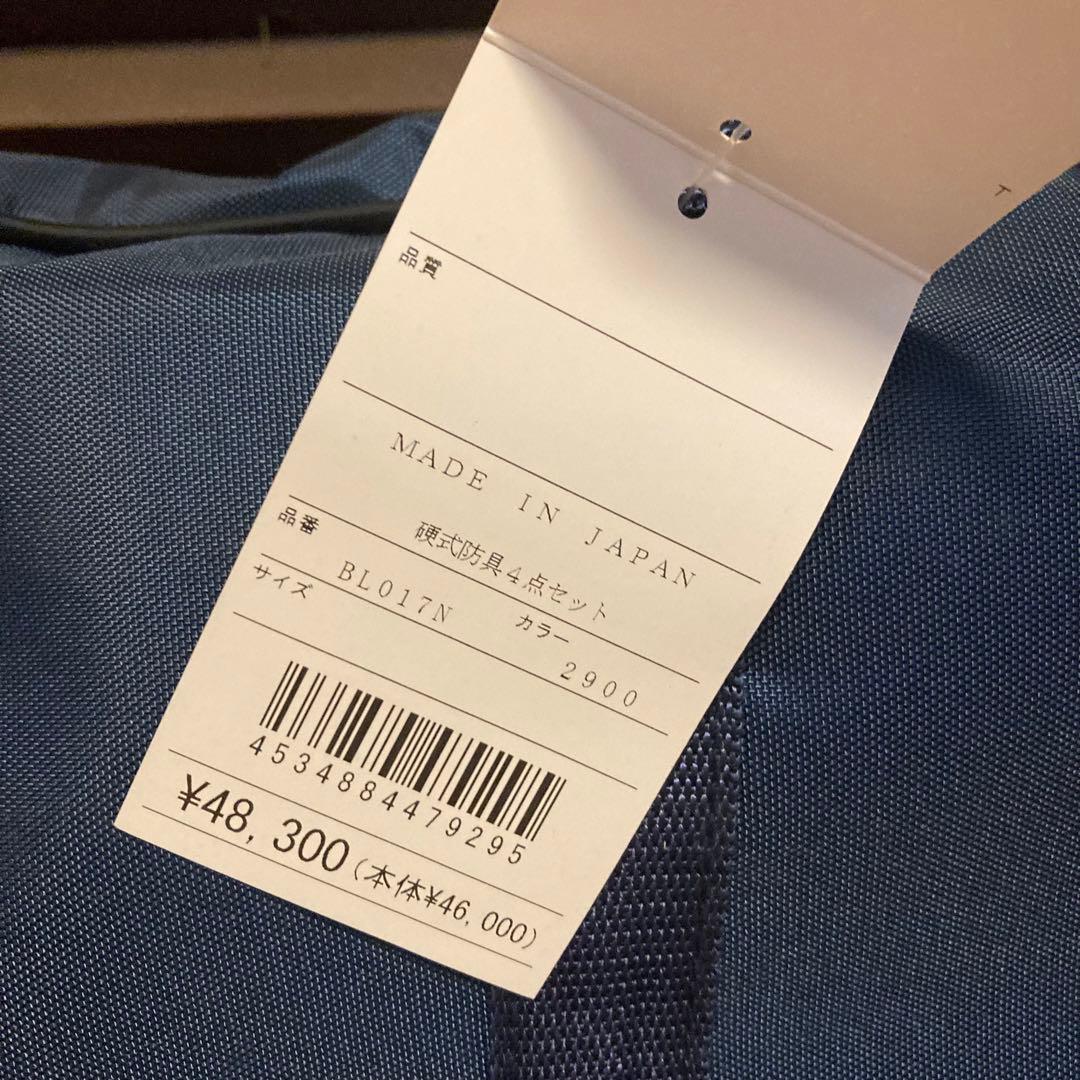 品質
MADE IN JAPAN
硬式防具4点セット
品番 BL017N カラー 2900
サイズ
4534884479295
¥48,300(本体¥46,000)